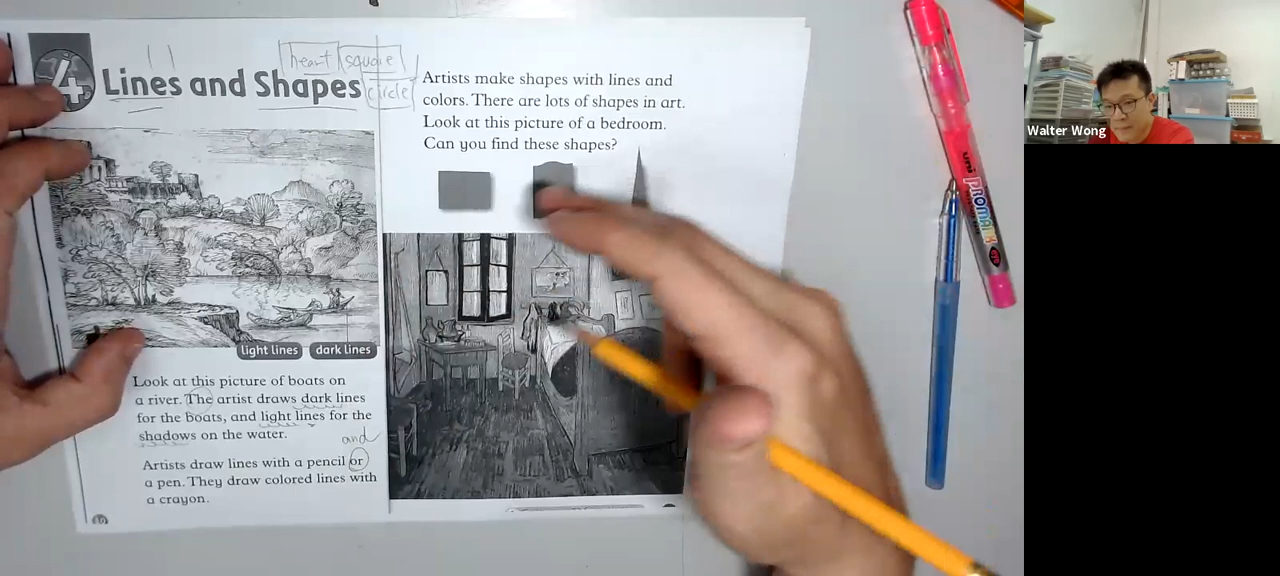 4
Lines and Shapes
heart square
circle
light lines dark lines
Look at this picture of boats on
a river. The artist draws dark lines
for the boats, and light lines for the
shadows on the water.
and
Artists draw lines with a pencil or
a pen. They draw colored lines with
a crayon.
Artists make shapes with lines and
colors. There are lots of shapes in art.
Look at this picture of a bedroom.
Can you find these shapes?
uni PROMARK EYE
Walter Wong